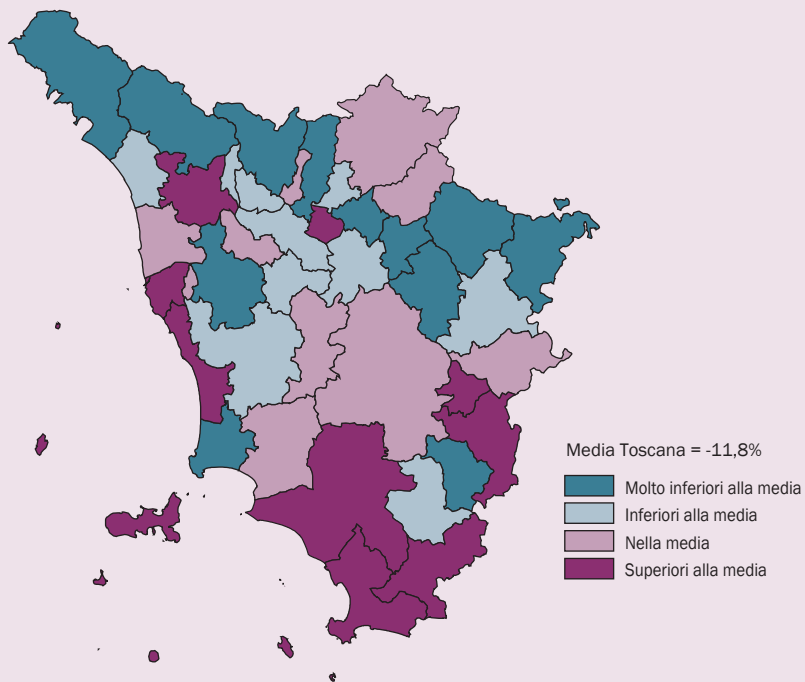 Media Toscana = -11,8%
Molto inferiori alla media
Inferiori alla media
Nella media
Superiori alla media